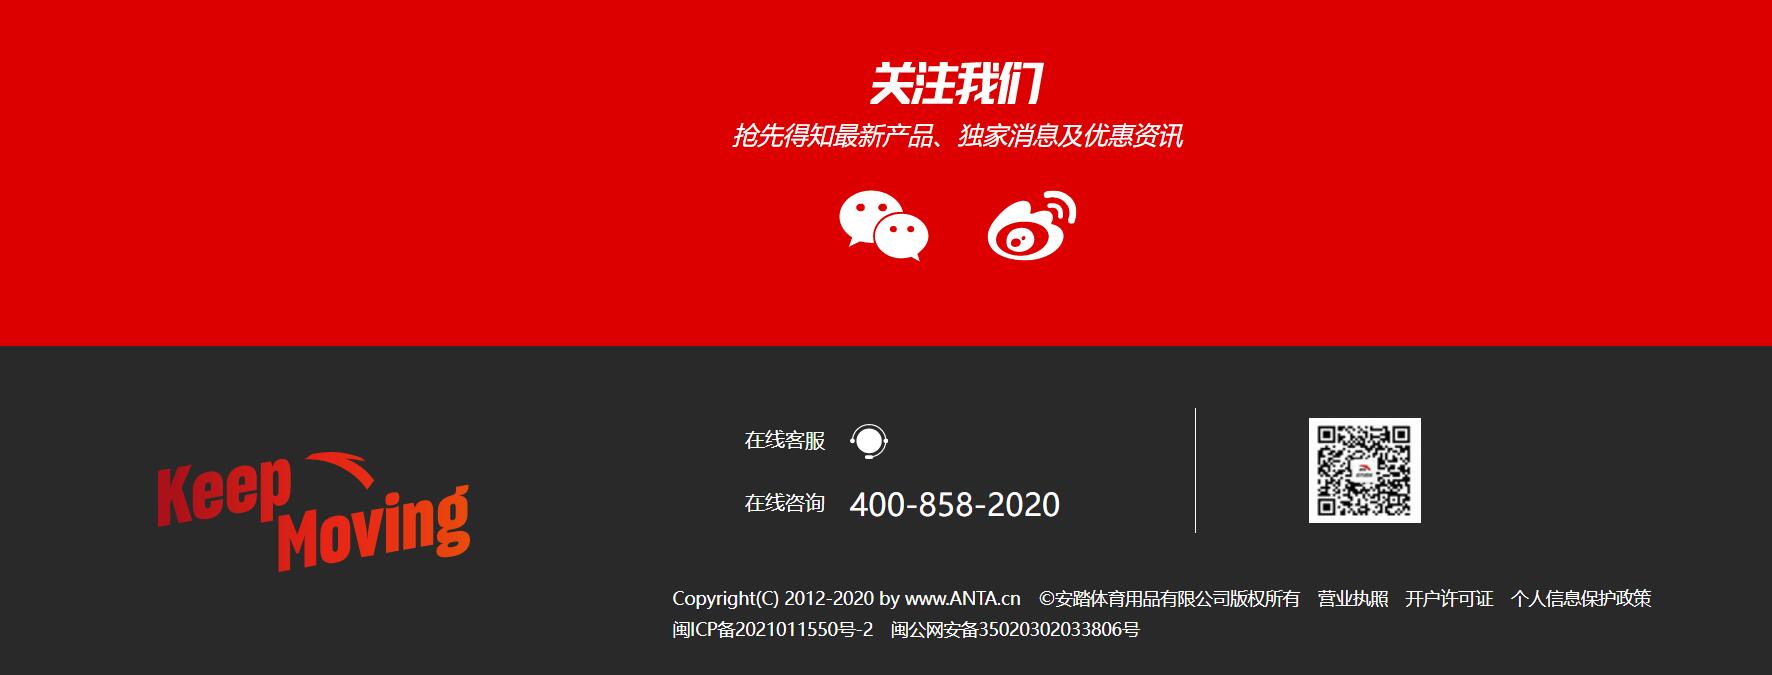 关注我们
抢先得知最新产品、独家消息及优惠资讯
在线客服
在线咨询 400-858-2020
Keep
Moving
Copyright(C) 2012-2020 by www.ANTA.cn ©安踏体育用品有限公司版权所有 营业执照 开户许可证 个人信息保护政策
闽ICP备2021011550号-2 闽公网安备35020302033806号